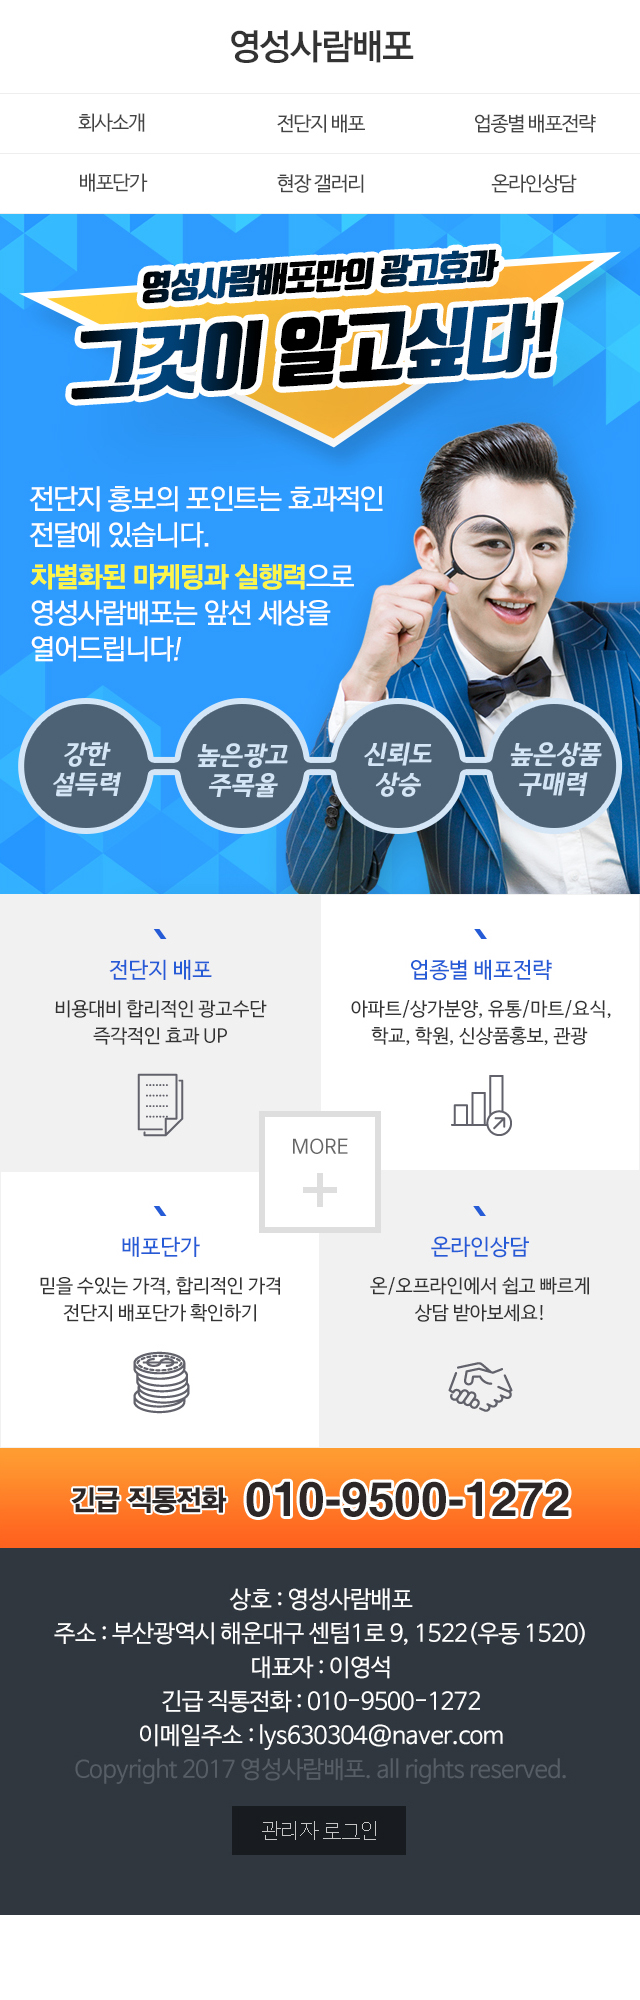 영성사람배포
회사소개 전단지 배포 업종별 배포전략
배포단가 현장 갤러리 온라인상담
영성사람배포만의 광고효과
그것이 알고싶다!
전단지 홍보의 포인트는 효과적인
전달에 있습니다.
차별화된 마케팅과 실행력으로
영성사람배포는 앞선 세상을
열어드립니다!
강한
설득력
높은광고
주목율
신뢰도
상승
높은상품
구매력
전단지 배포
비용대비 합리적인 광고수단
즉각적인 효과 UP
업종별 배포전략
아파트/상가분양, 유통/마트/요식,
학교, 학원, 신상품홍보, 관광
MORE
배포단가
믿을 수있는 가격, 합리적인 가격
전단지 배포단가 확인하기
온라인상담
온/오프라인에서 쉽고 빠르게
상담 받아보세요!
긴급 직통전화 010-9500-1272
상호 : 영성사람배포
주소 : 부산광역시 해운대구 센텀1로 9, 1522(우동 1520)
대표자 : 이영석
긴급 직통전화 : 010-9500-1272
이메일주소 : lys630304@naver.com
Copyright 2017 영성사람배포. all rights reserved.
관리자 로그인